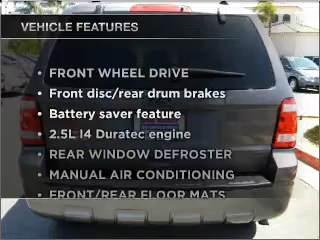 VEHICLE FEATURES
• FRONT WHEEL DRIVE
• Front disc/rear drum brakes
• Battery saver feature
• 2.5L I4 Duratec engine
• REAR WINDOW DEFROSTER
• MANUAL AIR CONDITIONING
• FRONT/REAR FLOOR MATS